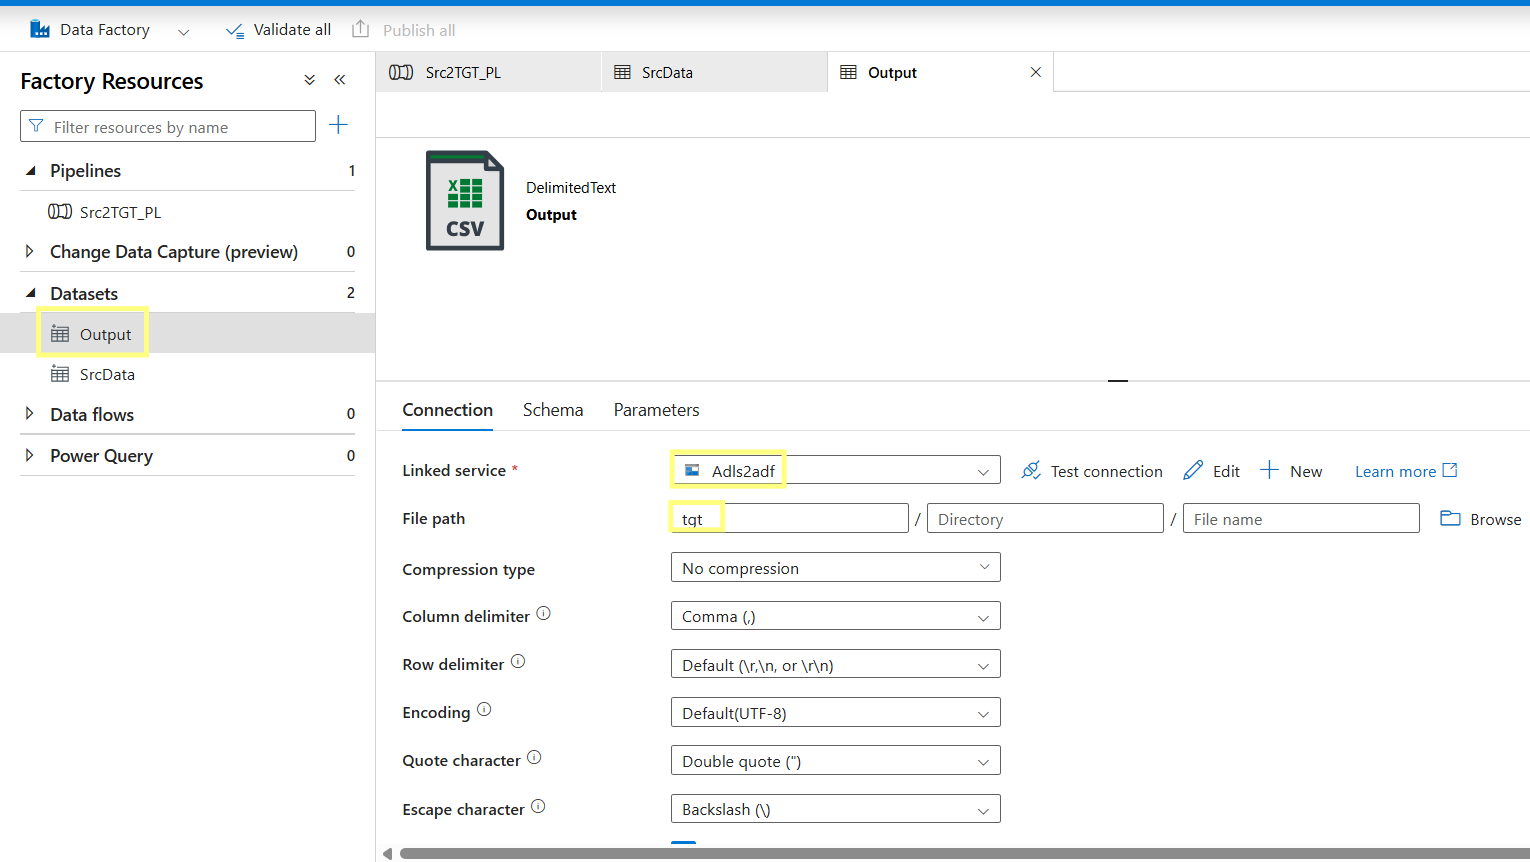 Data Factory
Validate all
Publish all
Factory Resources
Filter resources by name
Pipelines 1
Src2TGT_PL
Change Data Capture (preview) 0
Datasets 2
Output
SrcData
Data flows 0
Power Query 0
Src2TGT_PL
SrcData
Output
X
CSV
DelimitedText
Output
Connection
Schema
Parameters
Linked service *
Adls2adf
Test connection
Edit
New
Learn more
File path
tgt / Directory / File name
Browse
Compression type
No compression
Column delimiter
Comma (,)
Row delimiter
Default (\r,\n, or \r\n)
Encoding
Default(UTF-8)
Quote character
Double quote (")
Escape character
Backslash (\)